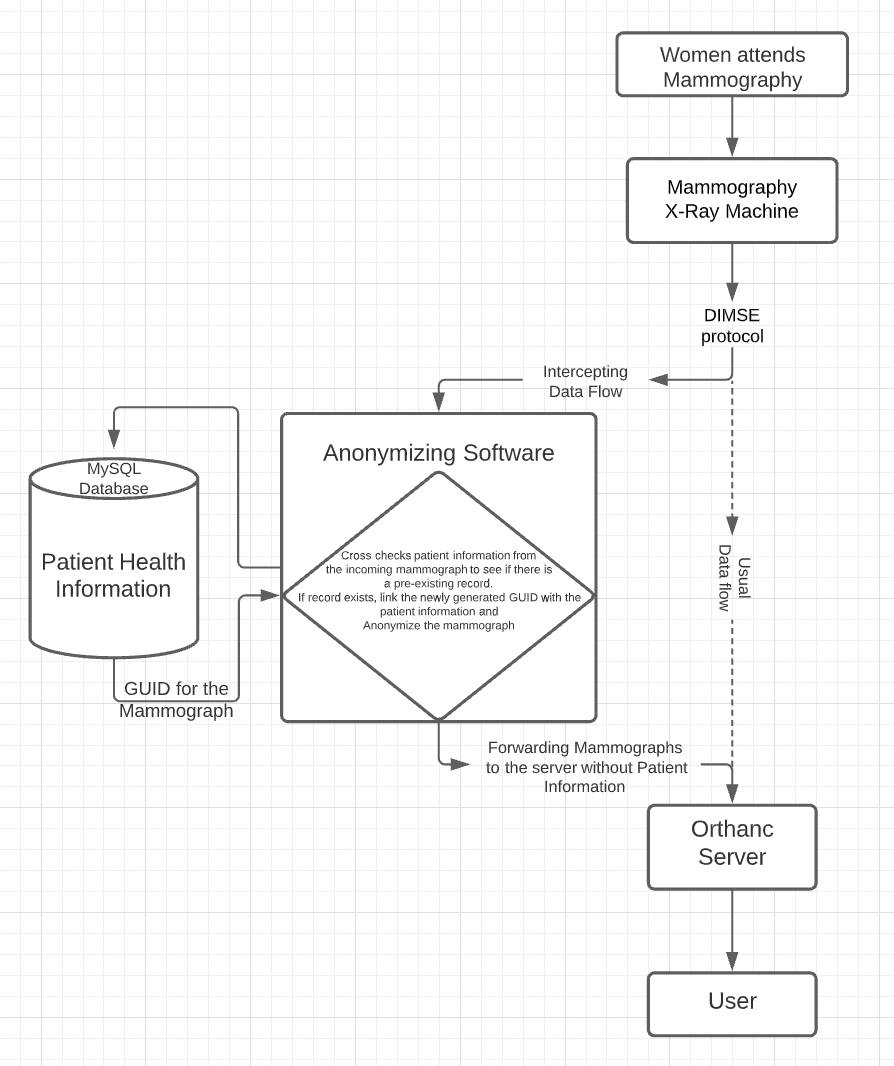 Women attends
Mammography
Mammography
X-Ray Machine
DIMSE
protocol
Intercepting
Data Flow
Anonymizing Software
Cross checks patient information from
the incoming mammograph to see if there is
a pre-existing record.
If record exists, link the newly generated GUID with the
patient information and
Anonymize the mammograph
MySQL
Database
Patient Health
Information
GUID for the
Mammograph
Usual
Data flow
Forwarding Mammographs
to the server without Patient
Information
Orthanc
Server
User